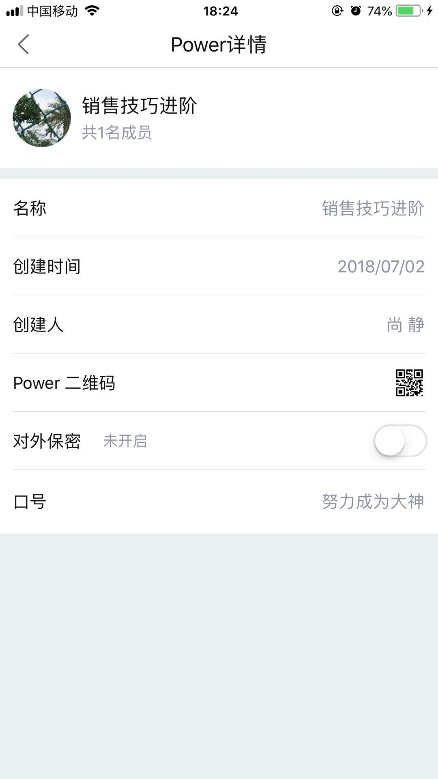 中国移动 18:24 74%
Power详情
销售技巧进阶
共1名成员
名称 销售技巧进阶
创建时间 2018/07/02
创建人 尚 静
Power 二维码
对外保密 未开启
口号 努力成为大神